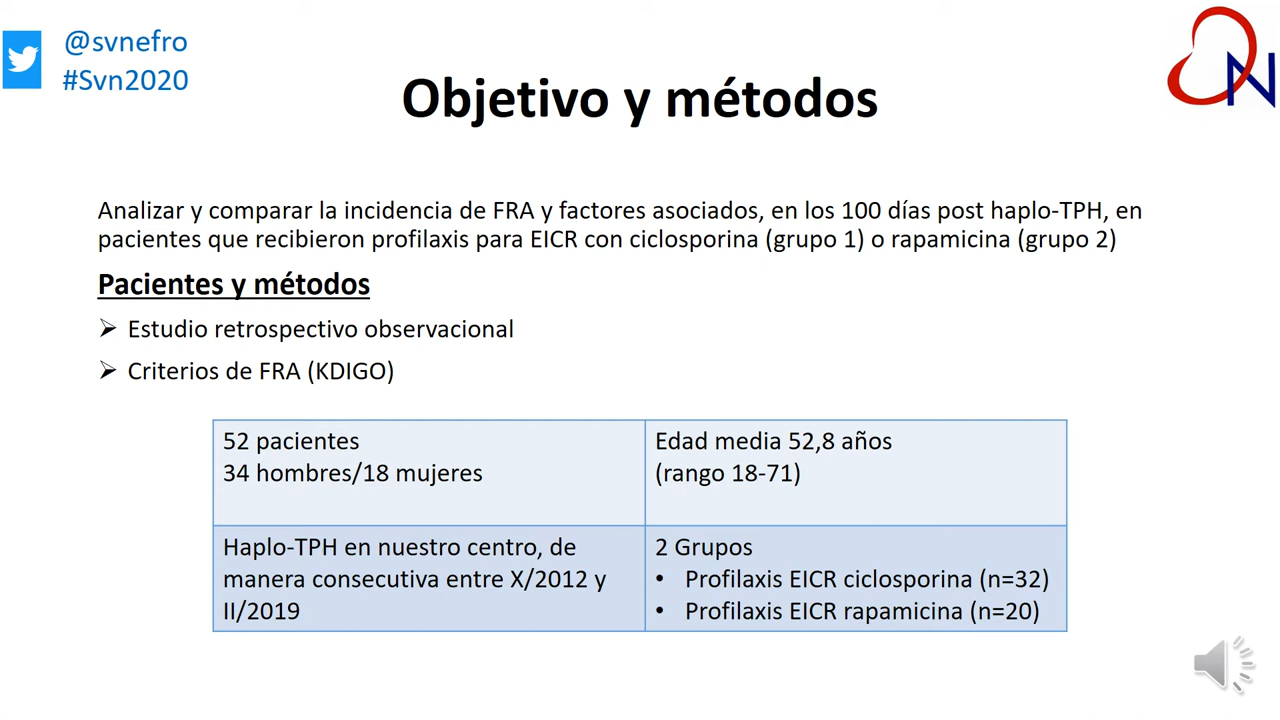 @svnefro
#Svn2020
N
Objetivo y métodos
Analizar y comparar la incidencia de FRA y factores asociados, en los 100 días post haplo-TPH, en
pacientes que recibieron profilaxis para EICR con ciclosporina (grupo 1) o rapamicina (grupo 2)
Pacientes y métodos
➢ Estudio retrospectivo observacional
➢ Criterios de FRA (KDIGO)
52 pacientes
34 hombres/18 mujeres
Edad media 52,8 años
(rango 18-71)
Haplo-TPH en nuestro centro, de
manera consecutiva entre X/2012 y
II/2019
2 Grupos
• Profilaxis EICR ciclosporina (n=32)
• Profilaxis EICR rapamicina (n=20)